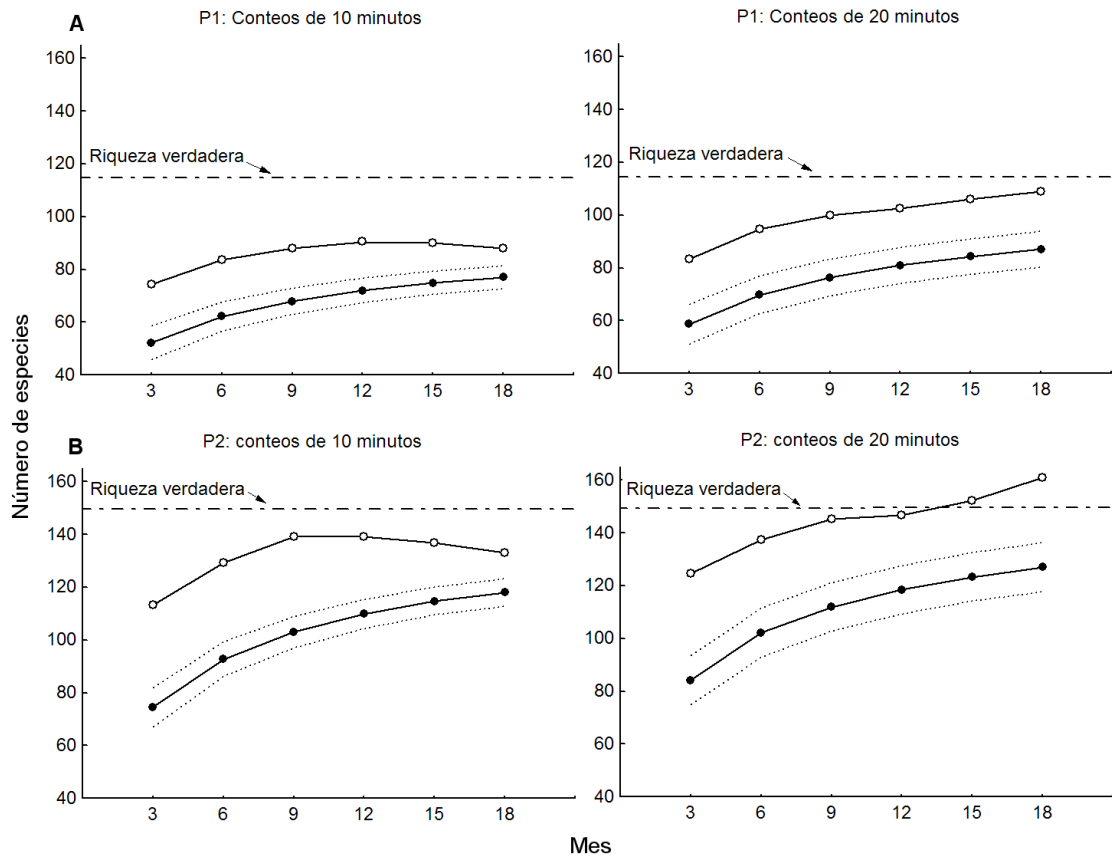 A
P1: Conteos de 10 minutos
160
140
120
100
80
60
40
Riqueza verdadera
3 6 9 12 15 18
P1: Conteos de 20 minutos
160
140
120
100
80
60
40
Riqueza verdadera
3 6 9 12 15 18
Número de especies
B
P2: conteos de 10 minutos
160
140
120
100
80
60
40
Riqueza verdadera
3 6 9 12 15 18
P2: conteos de 20 minutos
160
140
120
100
80
60
40
Riqueza verdadera
3 6 9 12 15 18
Mes